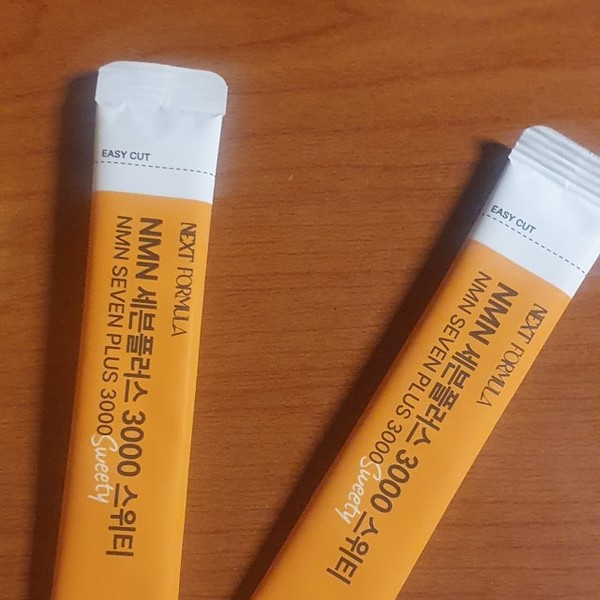 EASY CUT
NEXT FORMULA
NMN 세븐플러스 3000 스위티
NMN SEVEN PLUS 3000
Sweety
EASY CUT
NEXT FORMULA
NMN 세븐플러스 3000 스위티
NMN SEVEN PLUS 3000
Sweety